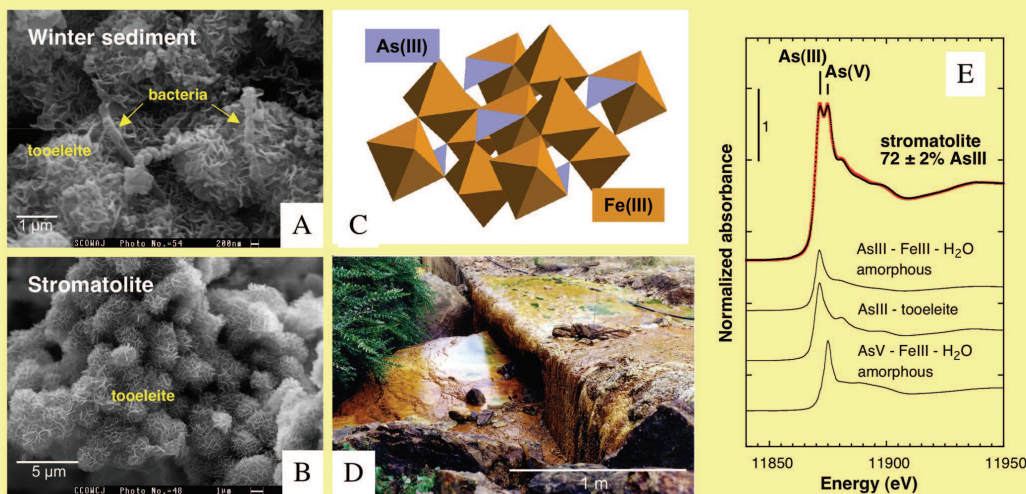 Winter sediment
bacteria
tooeleite
1 µm
A
SCOWAJ Photo No.=54 200nm
Stromatolite
tooeleite
5 µm
B
CCOMCJ Photo No.=48 1µm
As(III)
Fe(III)
C
D
1 m
E
As(III)
As(V)
1
stromatolite
72 ± 2% AsIII
AsIII - FeIII - H₂O
amorphous
AsIII - tooeleite
AsV - FeIII - H₂O
amorphous
Normalized absorbance
11850 11900 11950
Energy (eV)